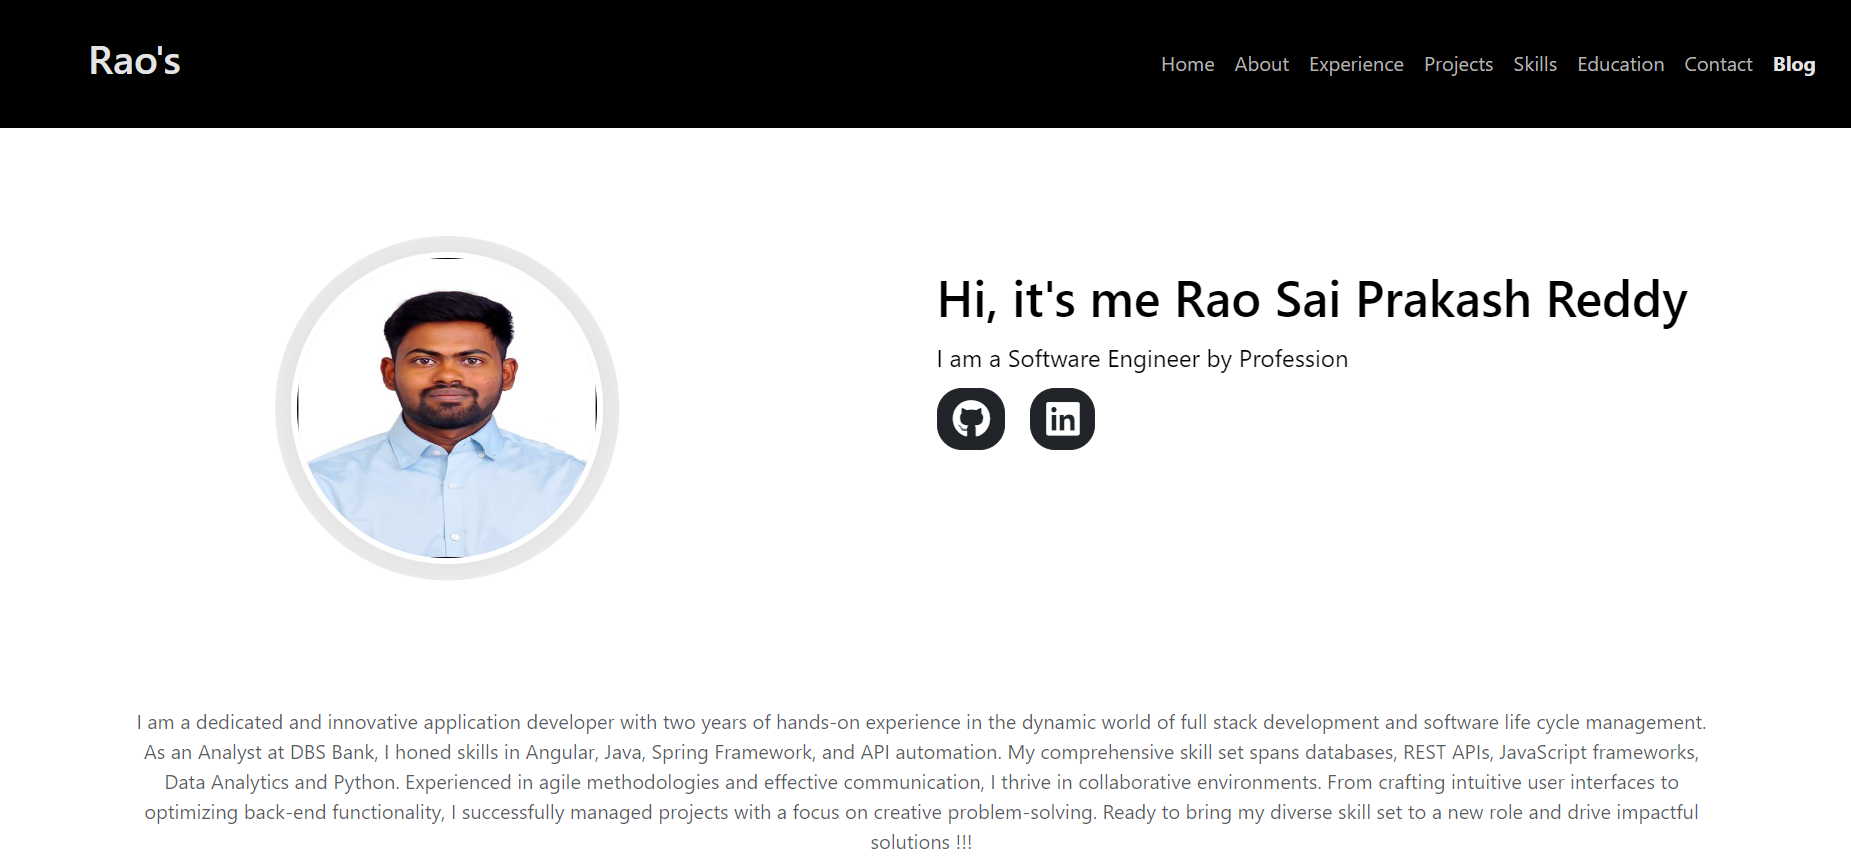 Rao's
Home About Experience Projects Skills Education Contact Blog
Hi, it's me Rao Sai Prakash Reddy
I am a Software Engineer by Profession
in
I am a dedicated and innovative application developer with two years of hands-on experience in the dynamic world of full stack development and software life cycle management.
As an Analyst at DBS Bank, I honed skills in Angular, Java, Spring Framework, and API automation. My comprehensive skill set spans databases, REST APIs, JavaScript frameworks,
Data Analytics and Python. Experienced in agile methodologies and effective communication, I thrive in collaborative environments. From crafting intuitive user interfaces to
optimizing back-end functionality, I successfully managed projects with a focus on creative problem-solving. Ready to bring my diverse skill set to a new role and drive impactful
solutions !!!